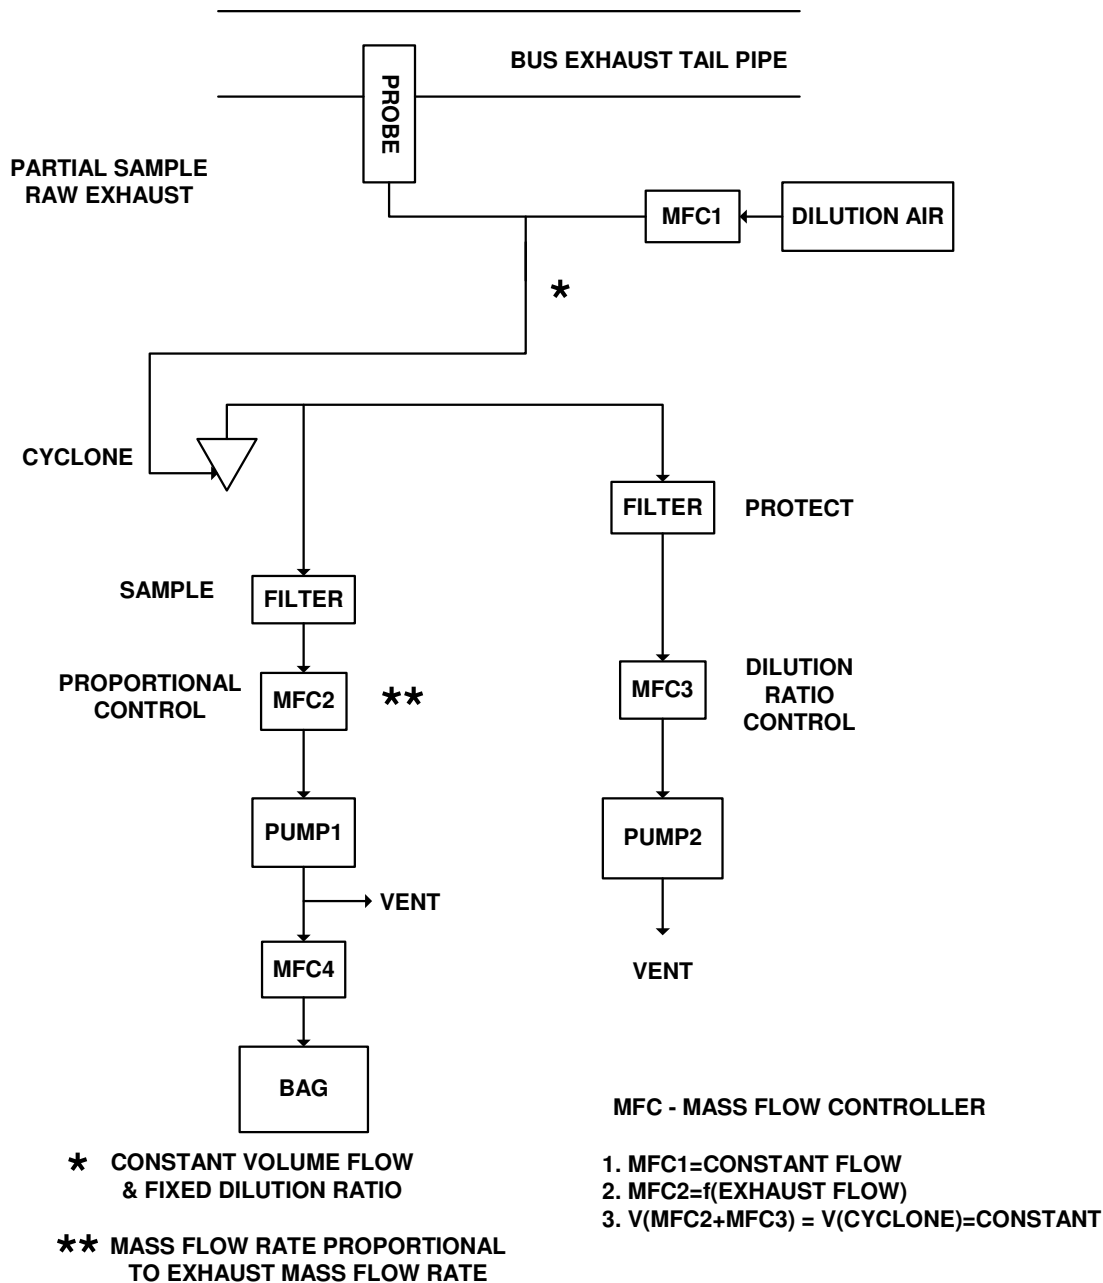 BUS EXHAUST TAIL PIPE
PROBE
PARTIAL SAMPLE
RAW EXHAUST
MFC1
DILUTION AIR
*
CYCLONE
FILTER
PROTECT
SAMPLE
FILTER
PROPORTIONAL
CONTROL
MFC2
**
MFC3
DILUTION
RATIO
CONTROL
PUMP1
PUMP2
VENT
MFC4
VENT
BAG
MFC - MASS FLOW CONTROLLER
* CONSTANT VOLUME FLOW
& FIXED DILUTION RATIO
** MASS FLOW RATE PROPORTIONAL
TO EXHAUST MASS FLOW RATE
1. MFC1=CONSTANT FLOW
2. MFC2=f(EXHAUST FLOW)
3. V(MFC2+MFC3) = V(CYCLONE)=CONSTANT